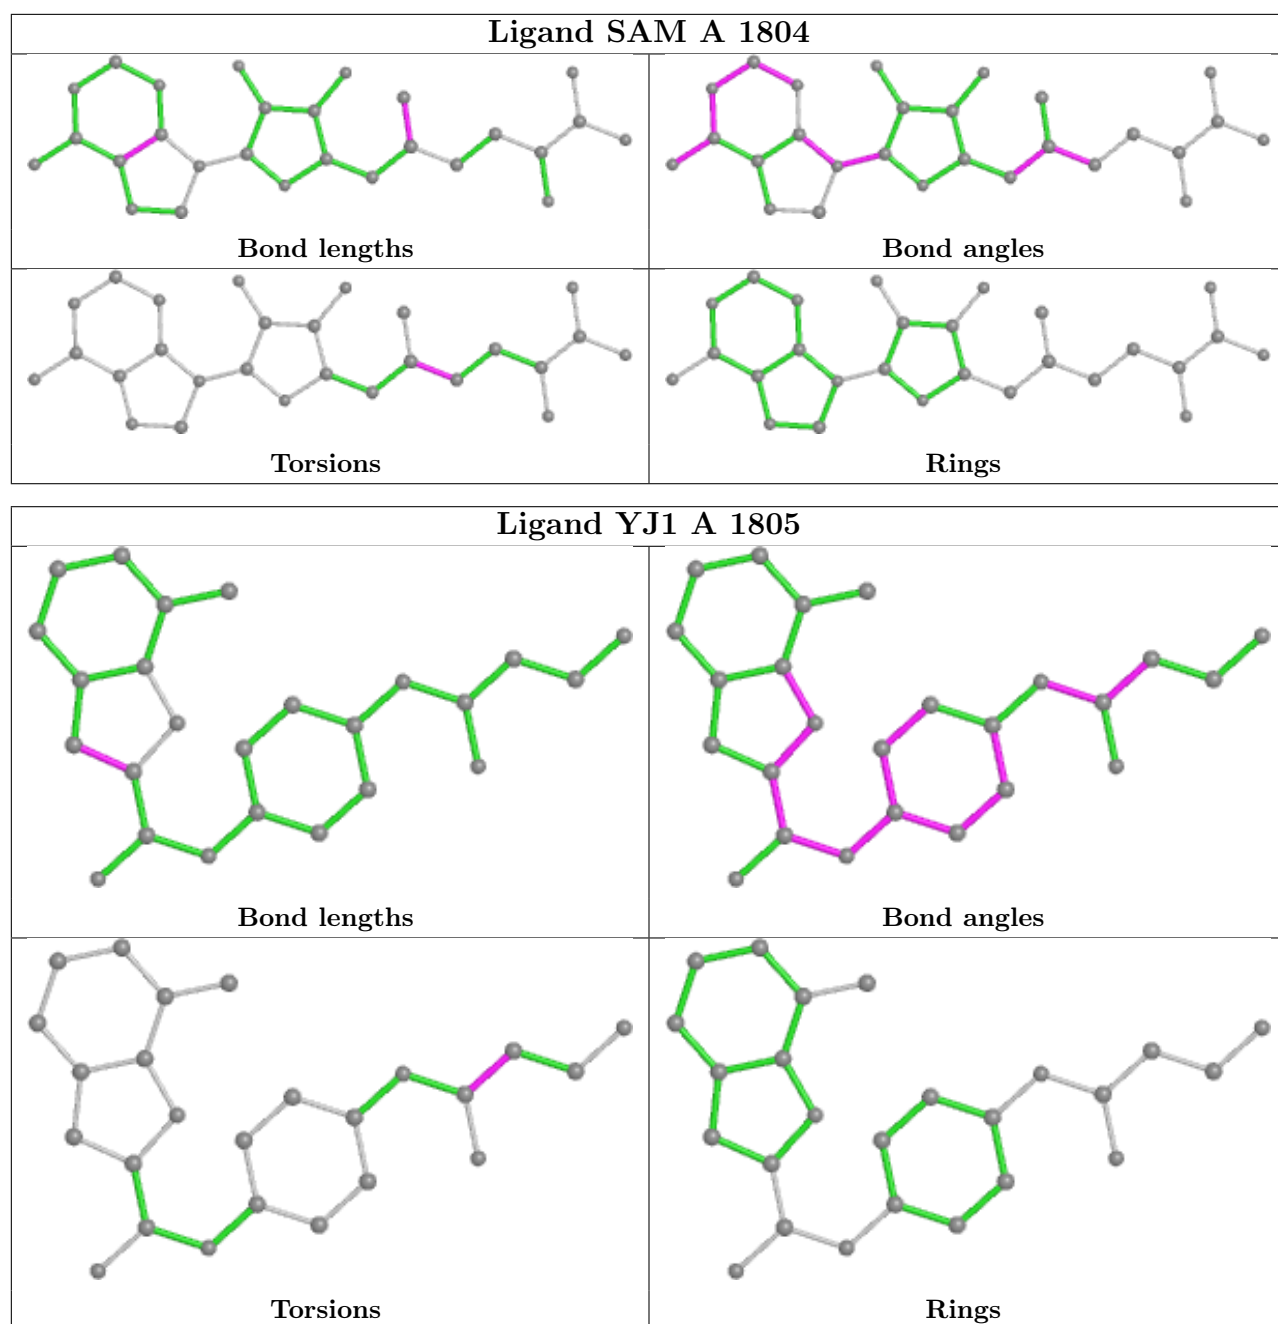 Ligand SAM A 1804
Bond lengths
Bond angles
Torsions
Rings
Ligand YJ1 A 1805
Bond lengths
Bond angles
Torsions
Rings